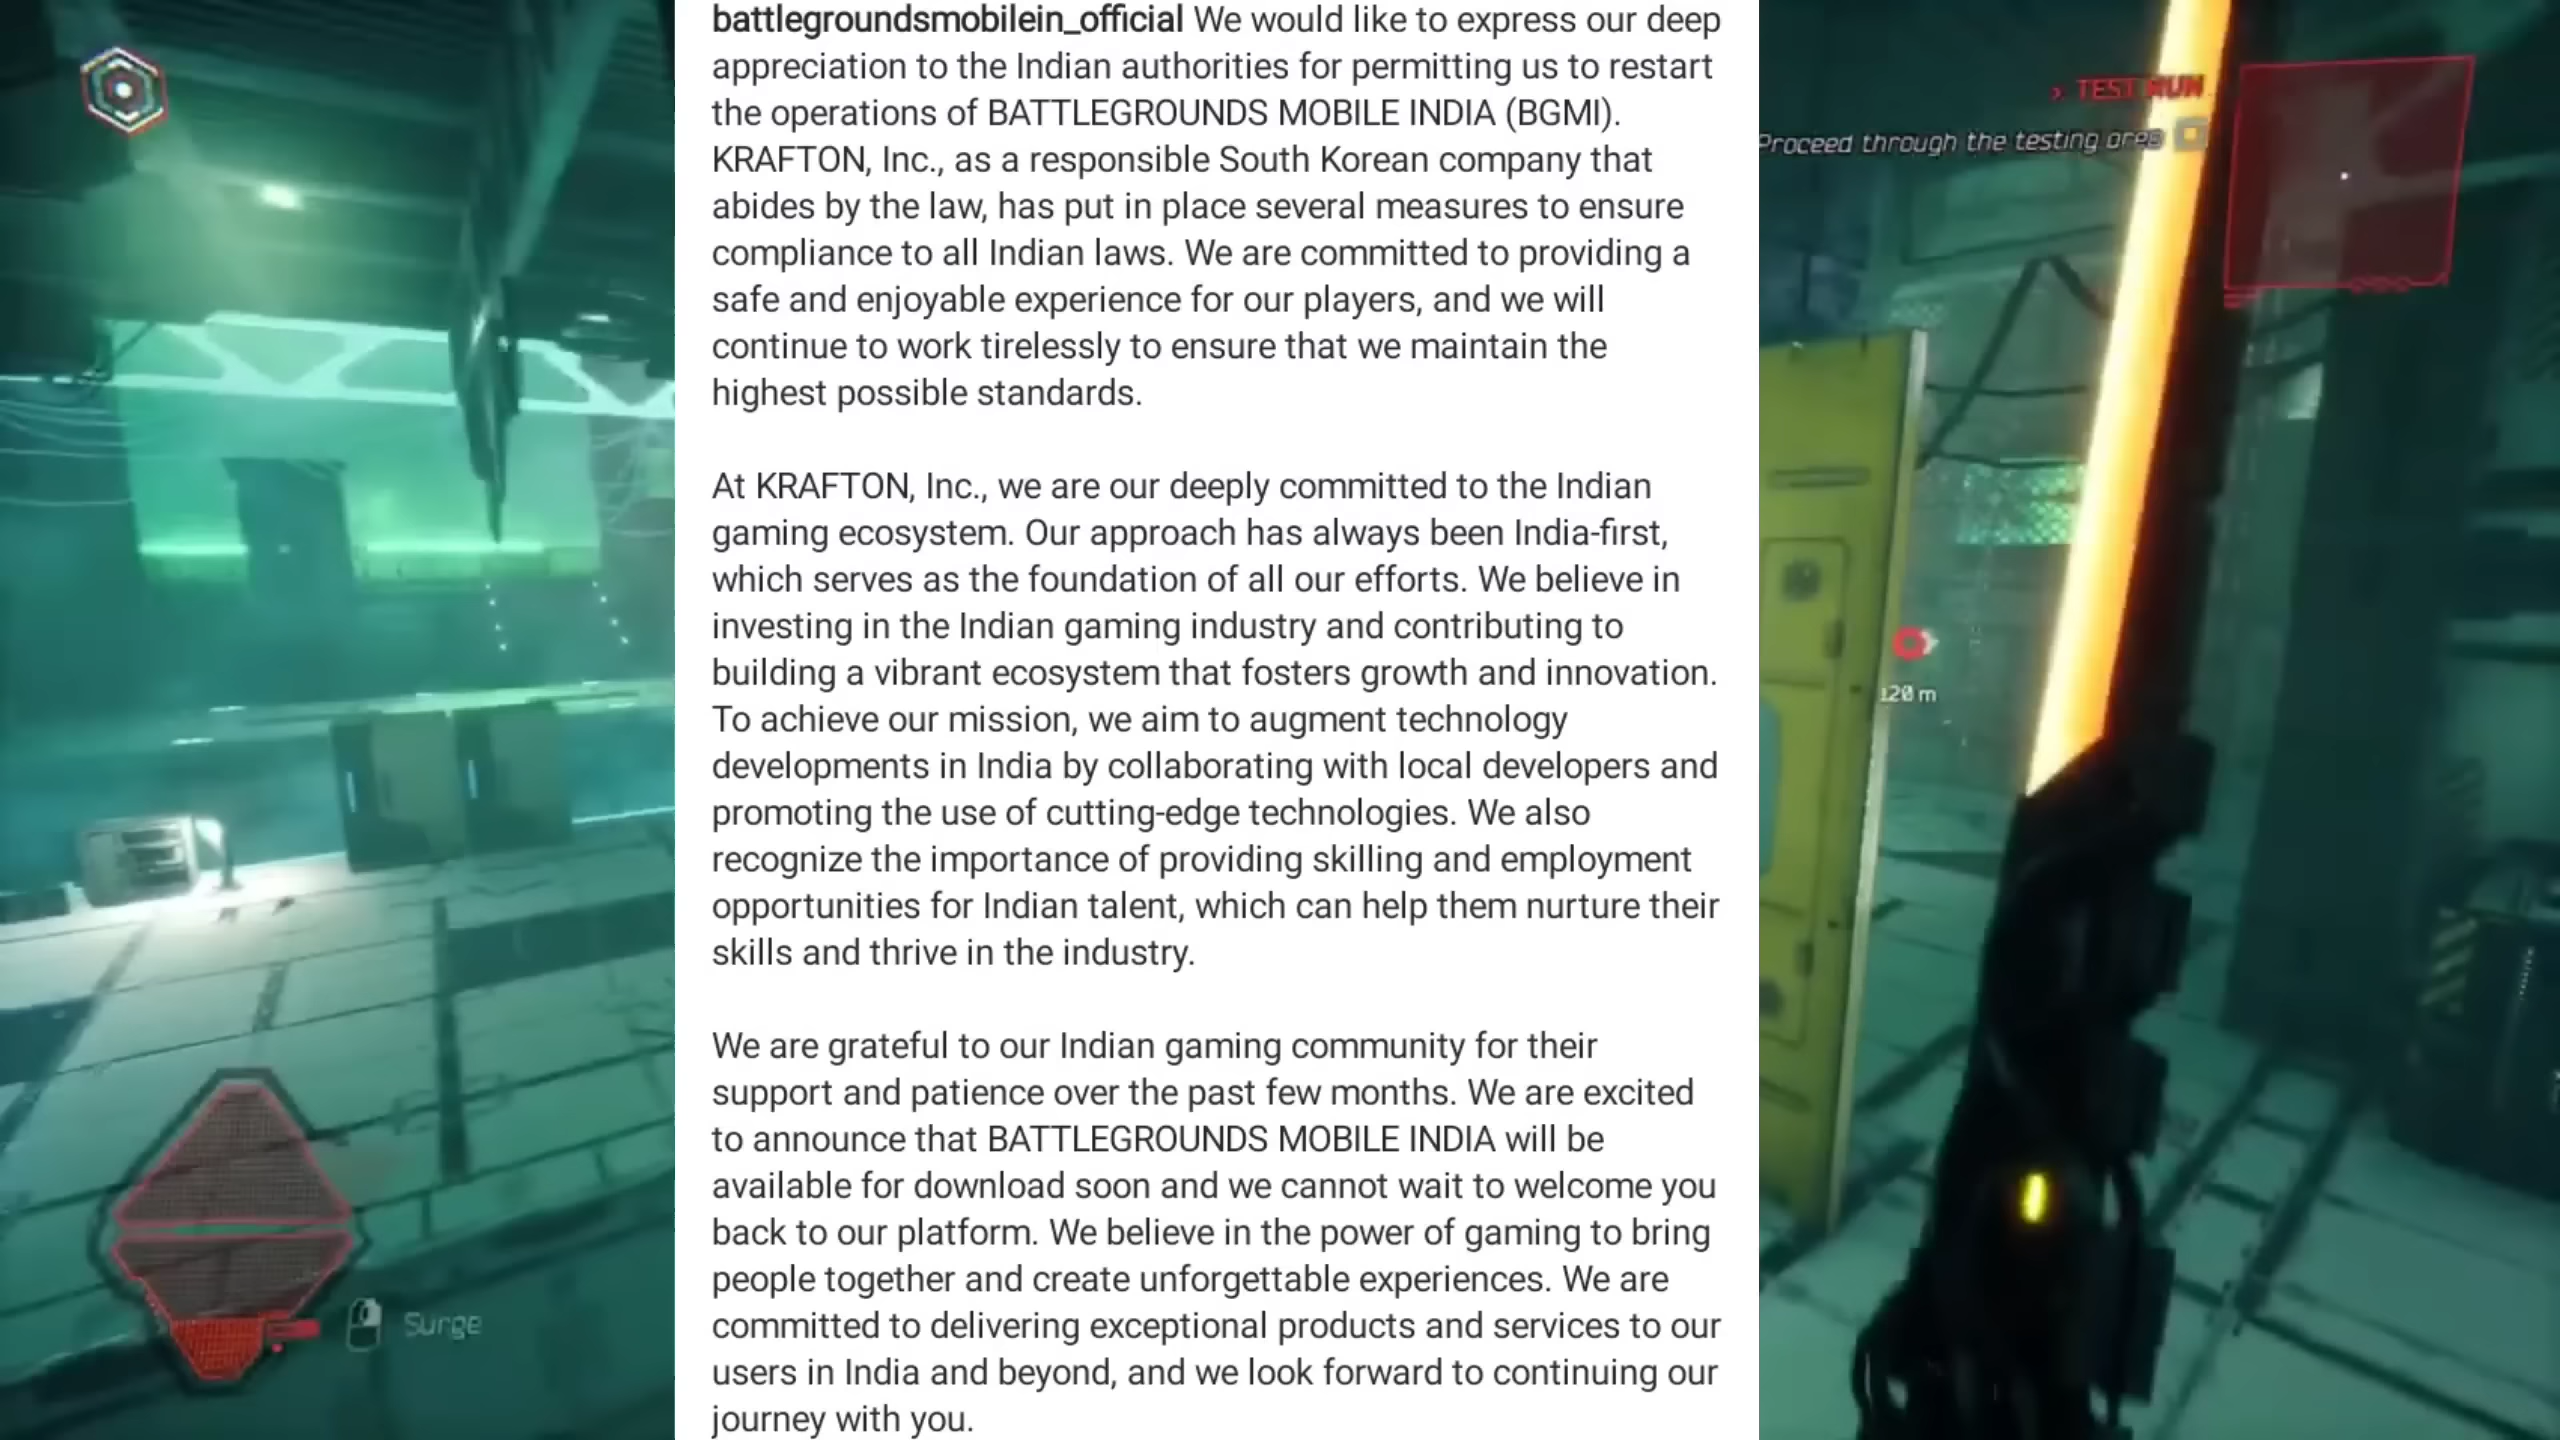 battlegroundsmobilein_official We would like to express our deep
appreciation to the Indian authorities for permitting us to restart
the operations of BATTLEGROUNDS MOBILE INDIA (BGMI).
KRAFTON, Inc., as a responsible South Korean company that
abides by the law, has put in place several measures to ensure
compliance to all Indian laws. We are committed to providing a
safe and enjoyable experience for our players, and we will
continue to work tirelessly to ensure that we maintain the
highest possible standards.
At KRAFTON, Inc., we are our deeply committed to the Indian
gaming ecosystem. Our approach has always been India-first,
which serves as the foundation of all our efforts. We believe in
investing in the Indian gaming industry and contributing to
building a vibrant ecosystem that fosters growth and innovation.
To achieve our mission, we aim to augment technology
developments in India by collaborating with local developers and
promoting the use of cutting-edge technologies. We also
recognize the importance of providing skilling and employment
opportunities for Indian talent, which can help them nurture their
skills and thrive in the industry.
We are grateful to our Indian gaming community for their
support and patience over the past few months. We are excited
to announce that BATTLEGROUNDS MOBILE INDIA will be
available for download soon and we cannot wait to welcome you
back to our platform. We believe in the power of gaming to bring
people together and create unforgettable experiences. We are
committed to delivering exceptional products and services to our
users in India and beyond, and we look forward to continuing our
journey with you.
Surge
> TEST RUN
Proceed through the testing area
120 m